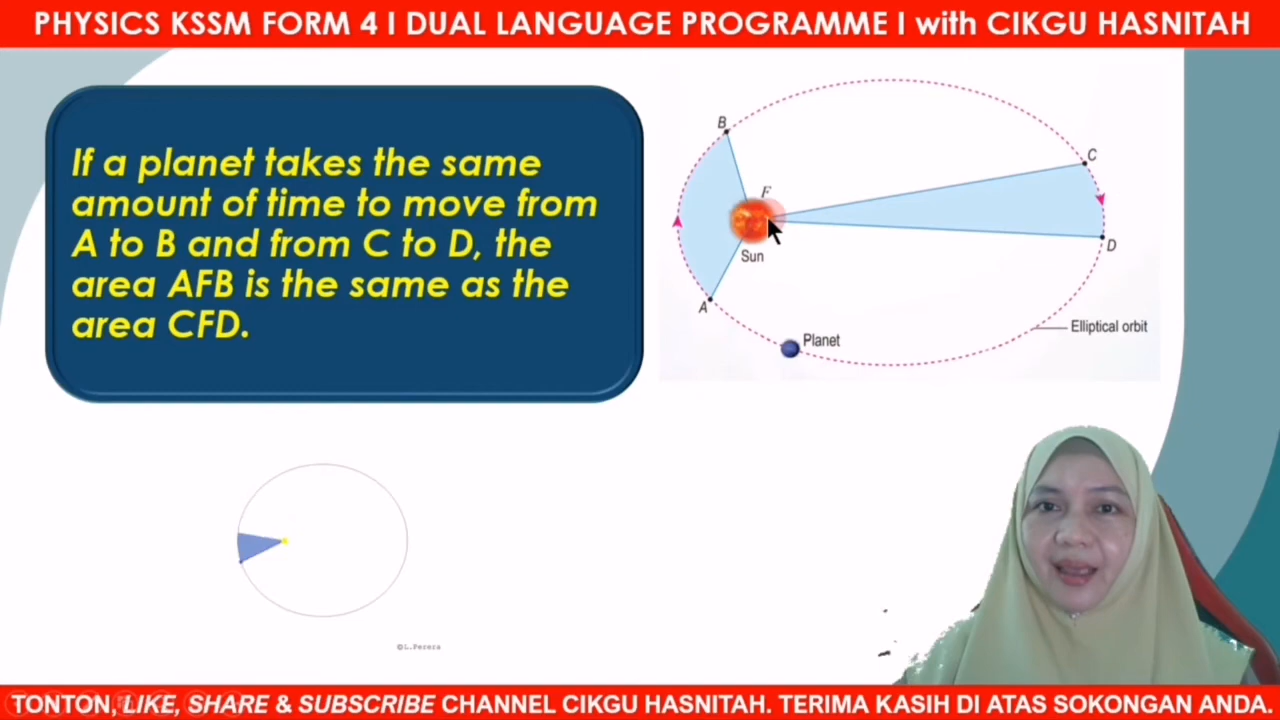 PHYSICS KSSM FORM 4 I DUAL LANGUAGE PROGRAMME I with CIKGU HASNITAH
If a planet takes the same
amount of time to move from
A to B and from C to D, the
area AFB is the same as the
area CFD.
B
C
F
Sun
D
A
Elliptical orbit
Planet
©L.Perera
TONTON, LIKE, SHARE & SUBSCRIBE CHANNEL CIKGU HASNITAH. TERIMA KASIH DI ATAS SOKONGAN ANDA.